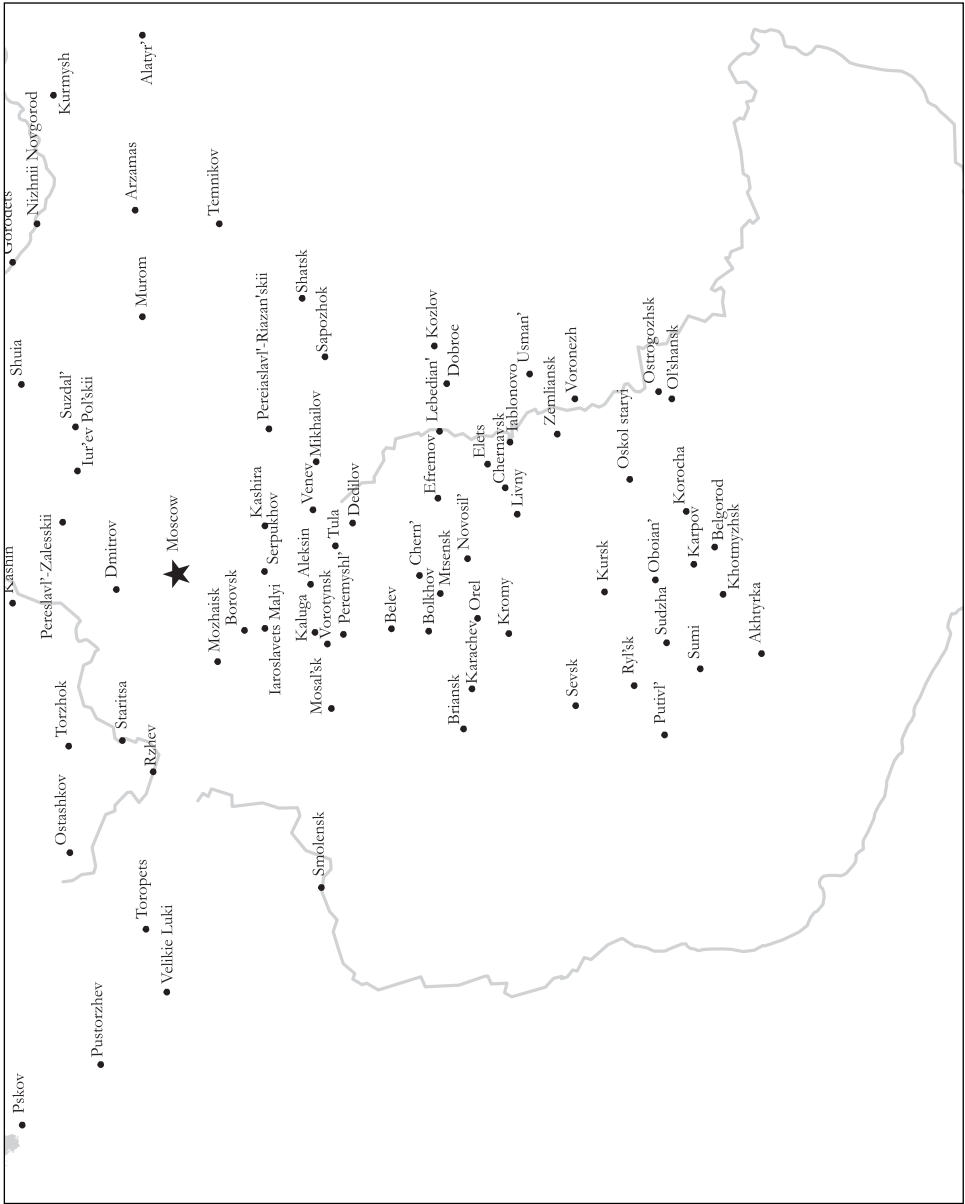 Pskov
Kashin
Gorodets
Shuia
Nizhnii Novgorod
Pereslavl'-Zalesskii
Ostashkov
Torzhok
Suzdal'
Kurmysh
Iur'ev Pol'skii
Pustorzhev
Dmitrov
Staritsa
Arzamas
Toropets
Murom
Alatyr'
Rzhev
Velikie Luki
Moscow
Mozhaisk
Temnikov
Borovsk
Kashira
Pereiaslavl'-Riazan'skii
Serpukhov
Iaroslavets Malyi
Kaluga
Aleksin
Venev
Shatsk
Mosal'sk
Mikhailov
Smolensk
Vorotynsk
Sapozhok
Tula
Peremyshl'
Dedilov
Belev
Chern'
Bolkhov
Efremov
Lebedian'
Kozlov
Mtsensk
Dobroe
Briansk
Novosil'
Karachev
Orel
Elets
Chernavsk
Kromy
Iablonovo
Livny
Usman'
Zemliansk
Sevsk
Voronezh
Kursk
Oskol staryi
Ryl'sk
Oboian'
Ostrogozhsk
Putivl'
Sudzha
Ol'shansk
Korocha
Sumi
Karpov
Belgorod
Khotmyzhsk
Akhtyrka